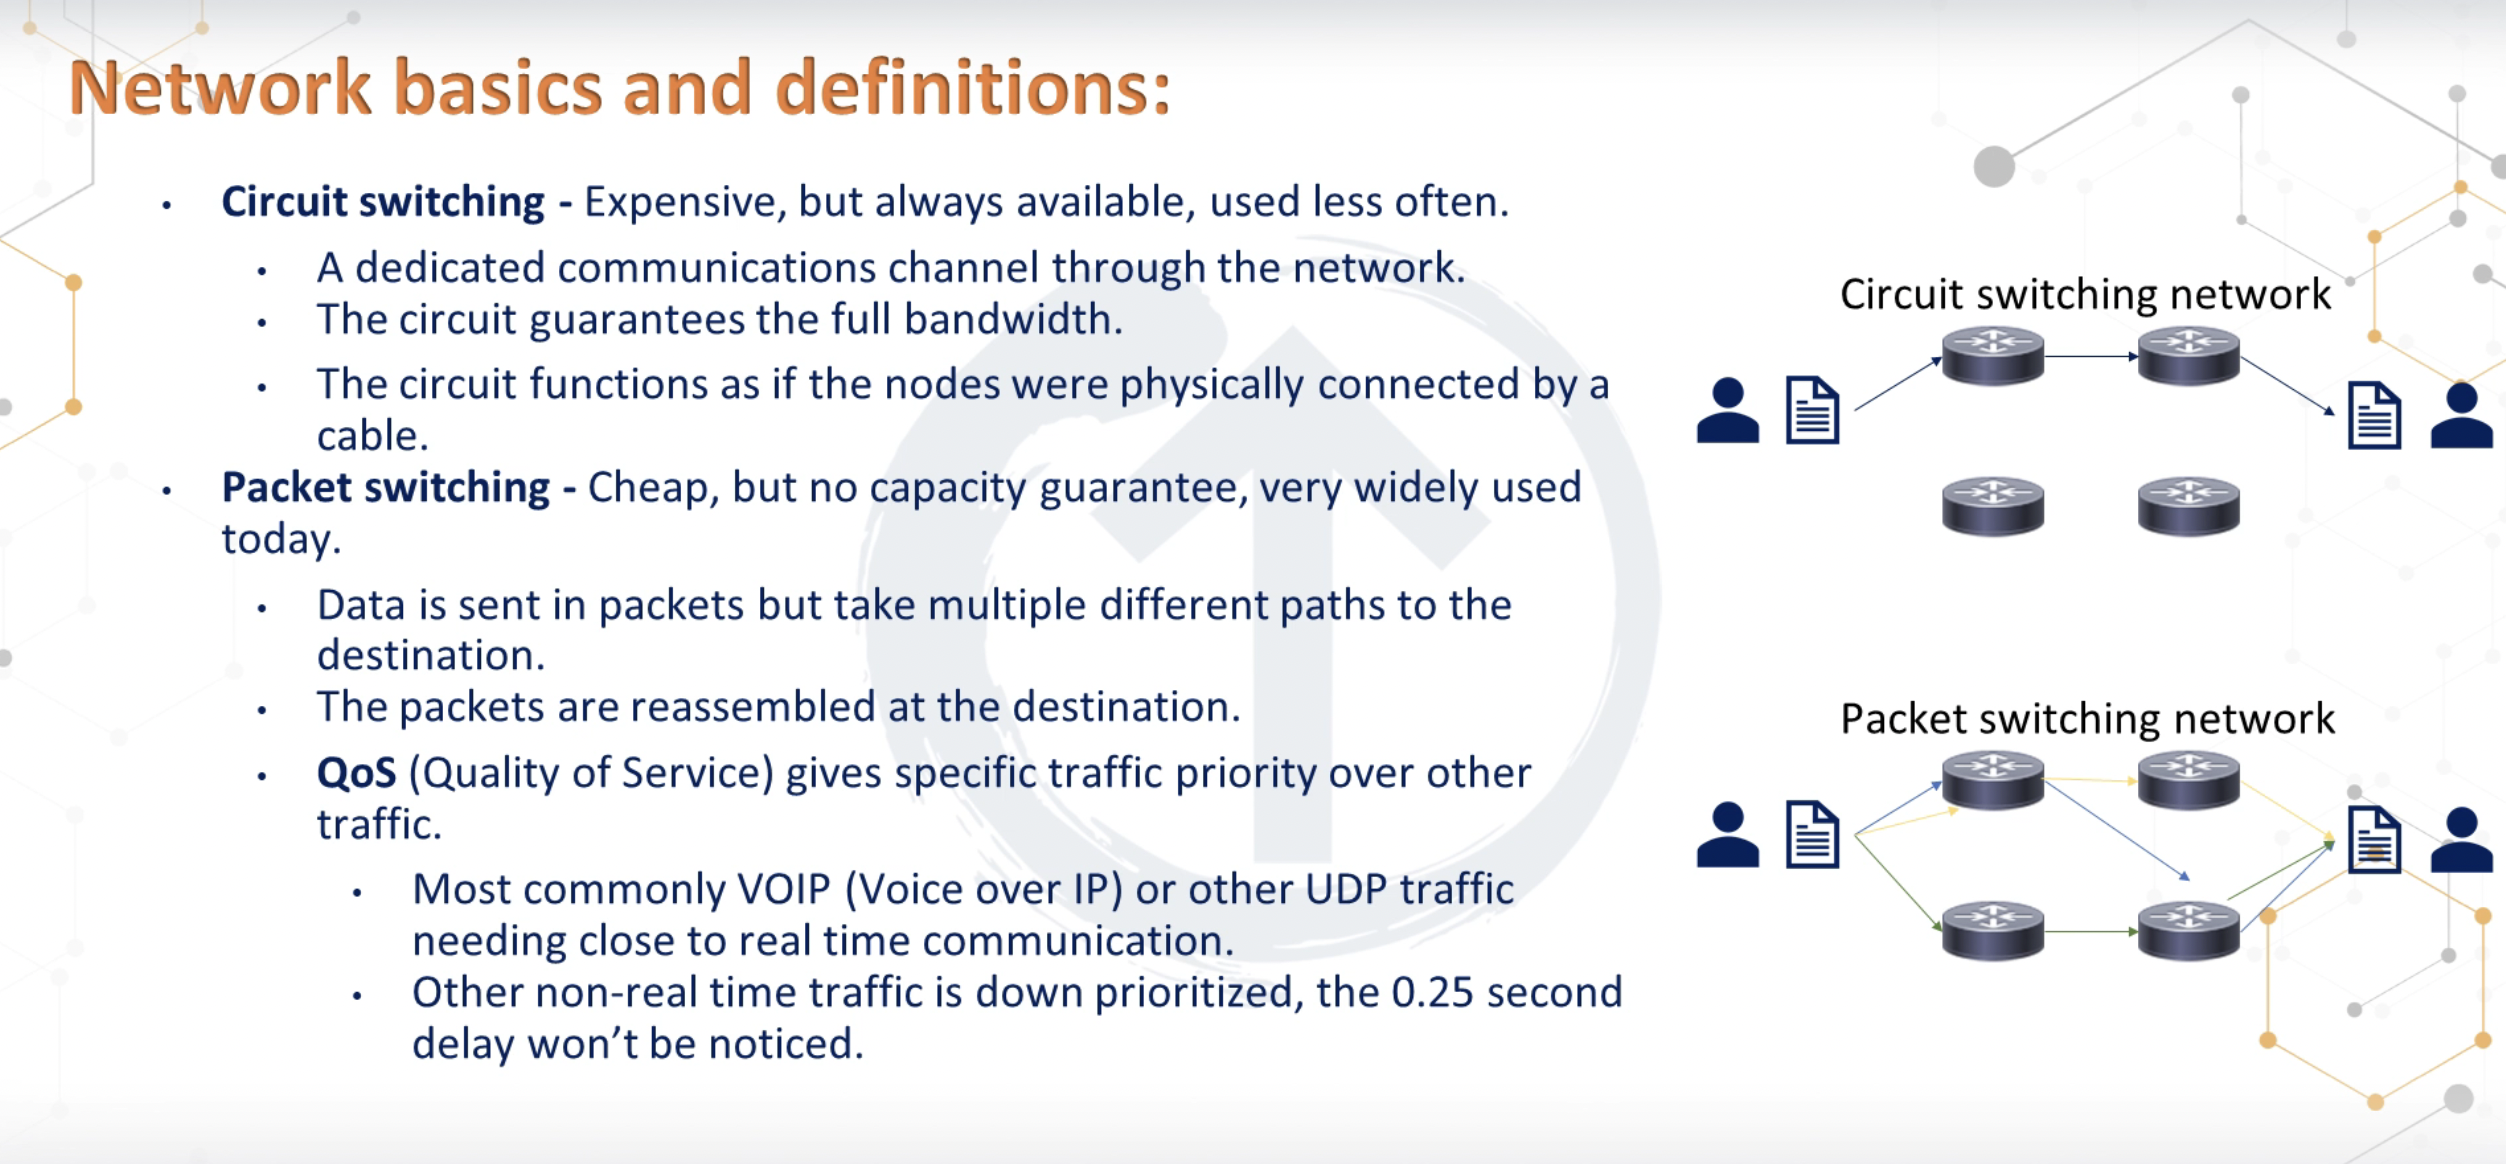 Network basics and definitions:
• Circuit switching - Expensive, but always available, used less often.
• A dedicated communications channel through the network.
• The circuit guarantees the full bandwidth.
• The circuit functions as if the nodes were physically connected by a
cable.
• Packet switching - Cheap, but no capacity guarantee, very widely used
today.
• Data is sent in packets but take multiple different paths to the
destination.
• The packets are reassembled at the destination.
• QoS (Quality of Service) gives specific traffic priority over other
traffic.
• Most commonly VOIP (Voice over IP) or other UDP traffic
needing close to real time communication.
• Other non-real time traffic is down prioritized, the 0.25 second
delay won’t be noticed.
Circuit switching network
Packet switching network